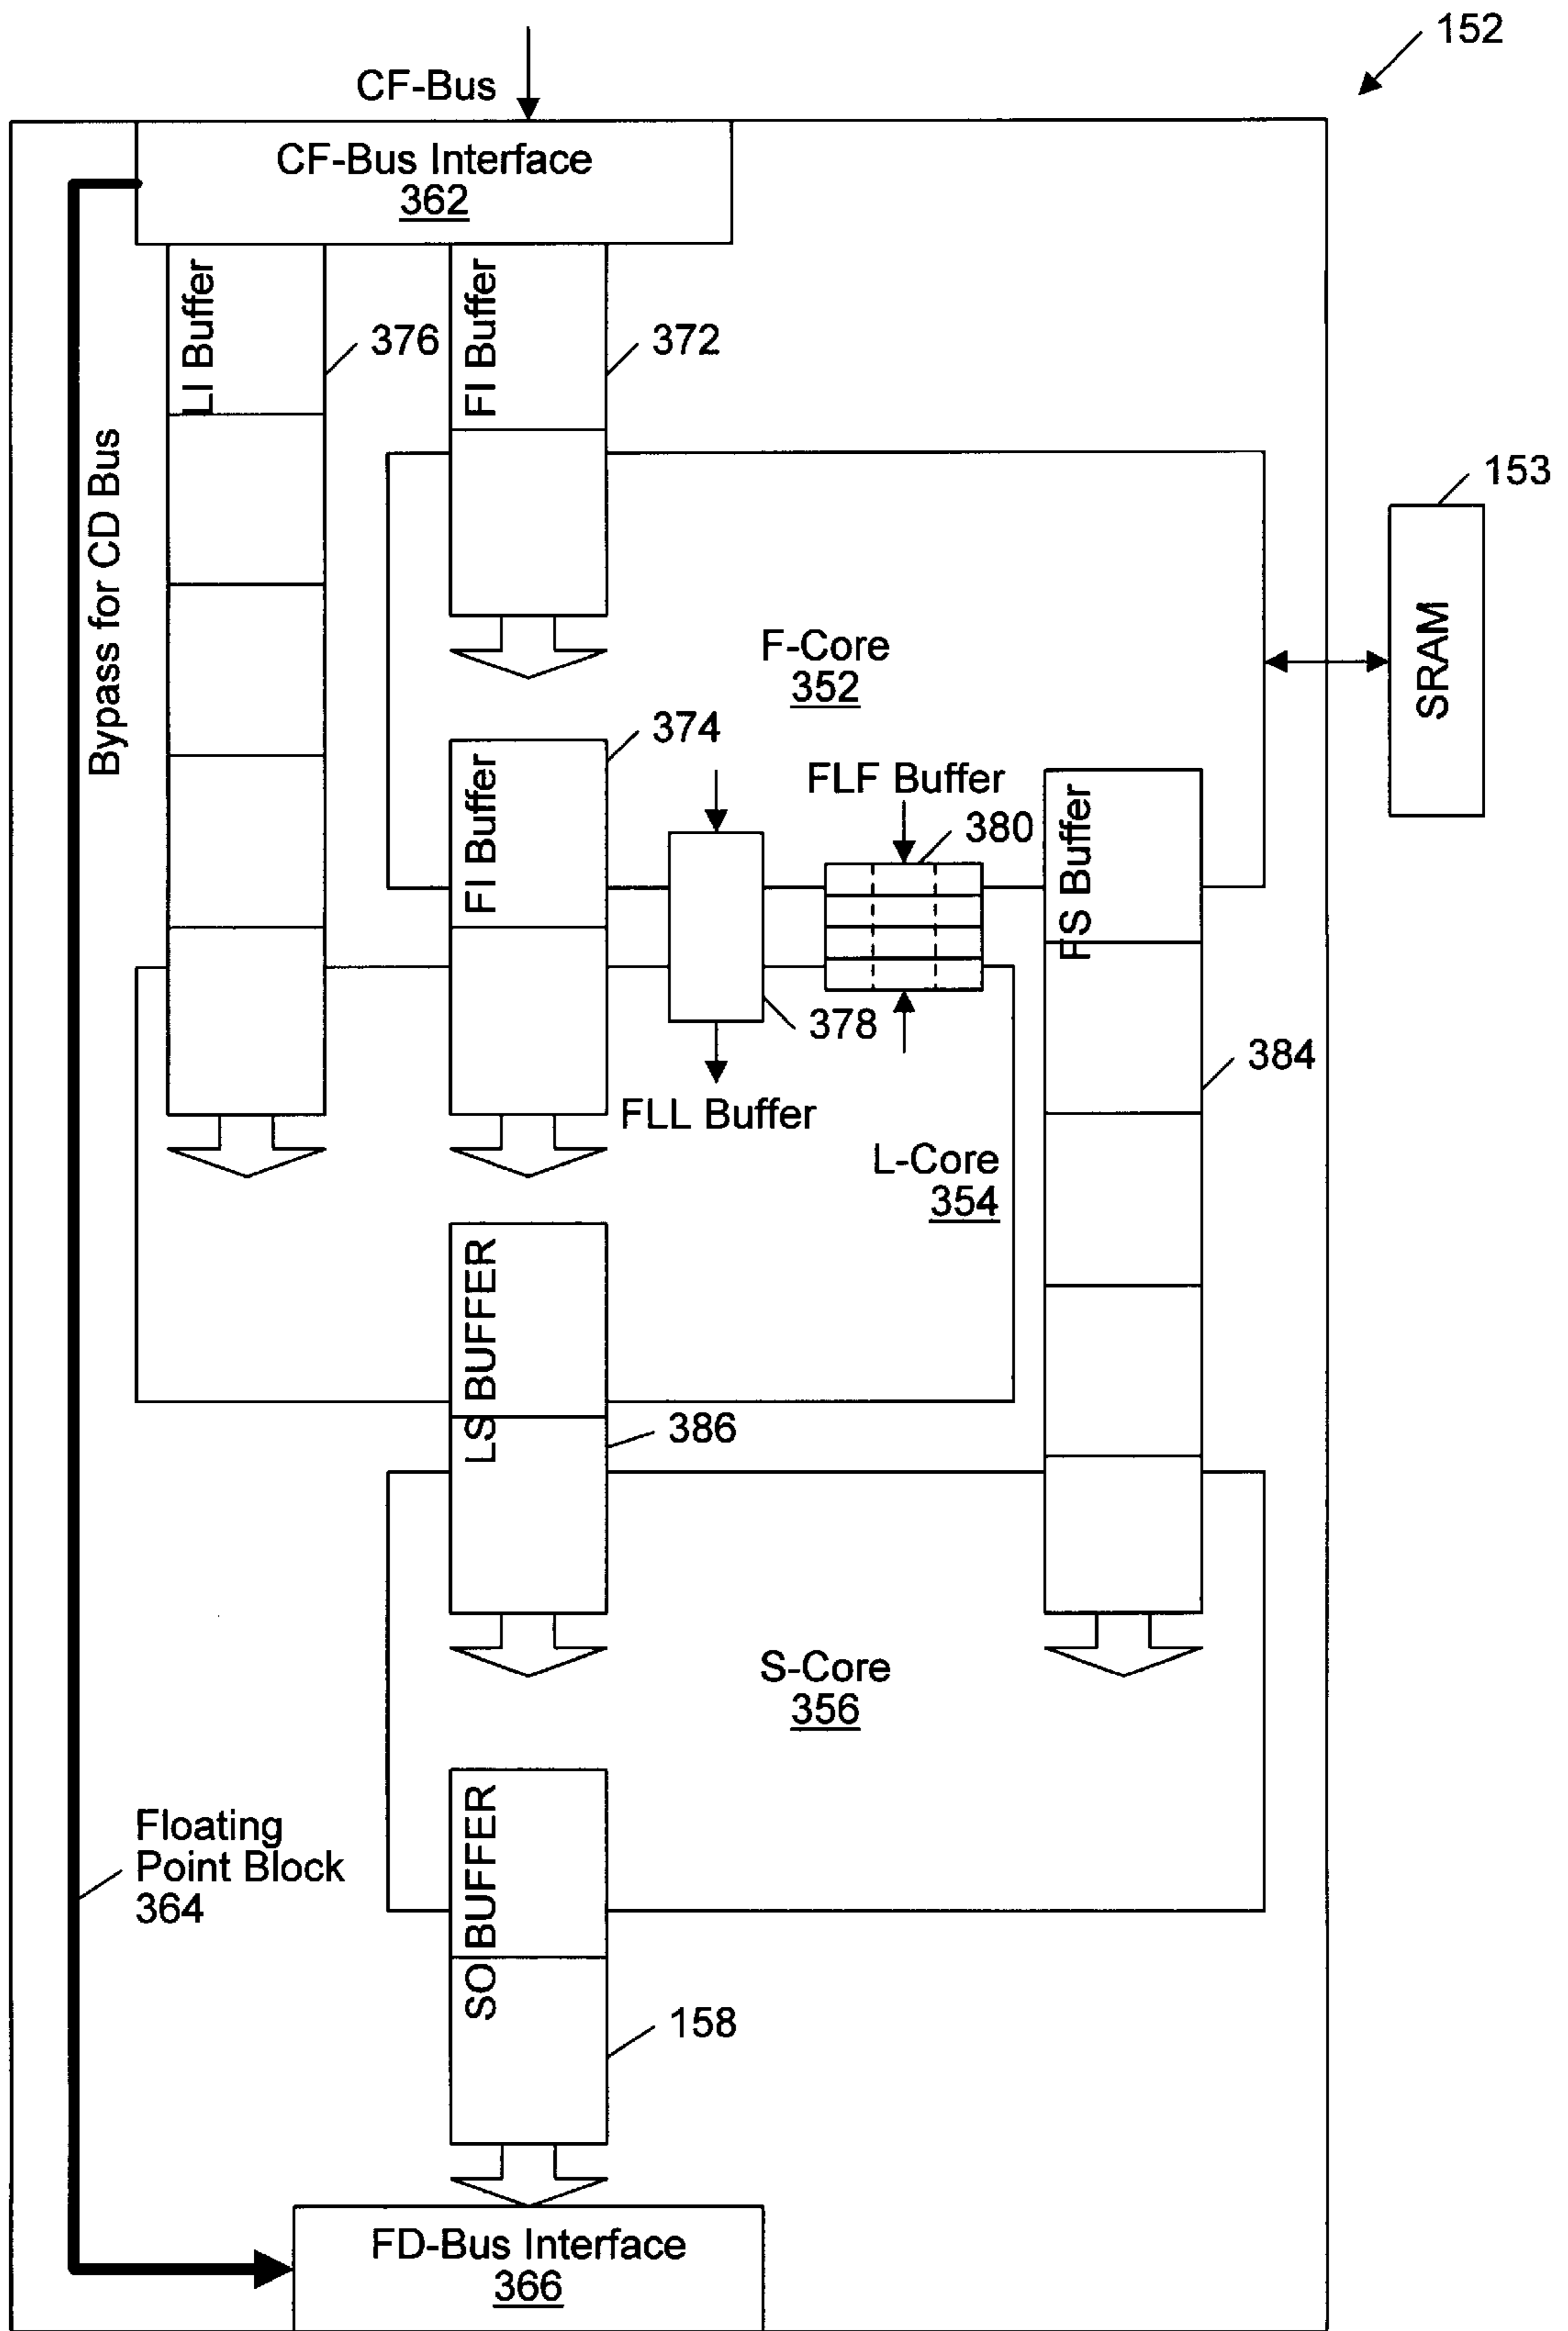 152
CF-Bus
CF-Bus Interface
362
LI Buffer
376
FI Buffer
372
Bypass for CD Bus
153
SRAM
F-Core
352
374
FI Buffer
FLF Buffer
380
FS Buffer
378
384
FLL Buffer
L-Core
354
LS BUFFER
386
S-Core
356
Floating
Point Block
364
SO BUFFER
158
FD-Bus Interface
366